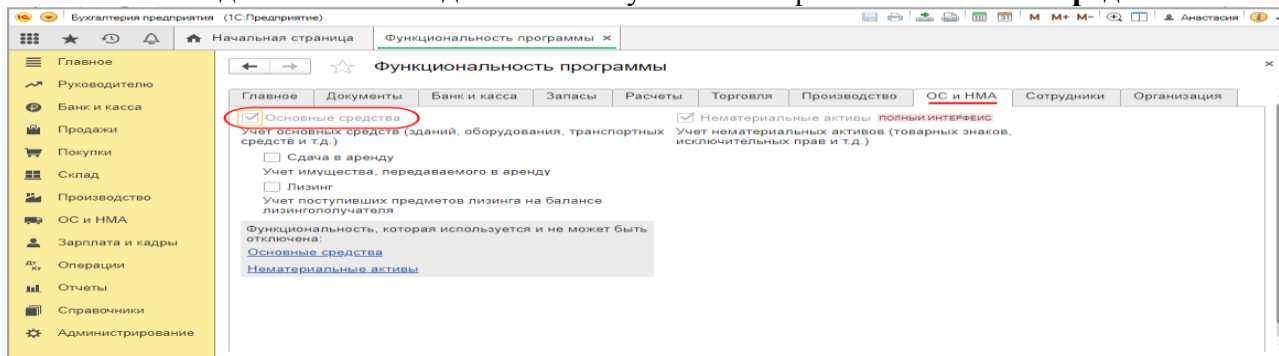 Бухгалтерия предприятия (1С:Предприятие)
M M+ M- Анастасия
Начальная страница Функциональность программы ×
Главное
Руководителю
Банк и касса
Продажи
Покупки
Склад
Производство
ОС и НМА
Зарплата и кадры
Операции
Отчеты
Справочники
Администрирование
Функциональность программы
Главное Документы Банк и касса Запасы Расчеты Торговля Производство ОС и НМА Сотрудники Организация
Основные средства
Учет основных средств (зданий, оборудования, транспортных
средств и т.д.)
Сдача в аренду
Учет имущества, передаваемого в аренду
Лизинг
Учет поступивших предметов лизинга на балансе
лизингополучателя
Функциональность, которая используется и не может быть
отключена:
Основные средства
Нематериальные активы
Нематериальные активы ПОЛНЫЙ ИНТЕРФЕЙС
Учет нематериальных активов (товарных знаков,
исключительных прав и т.д.)